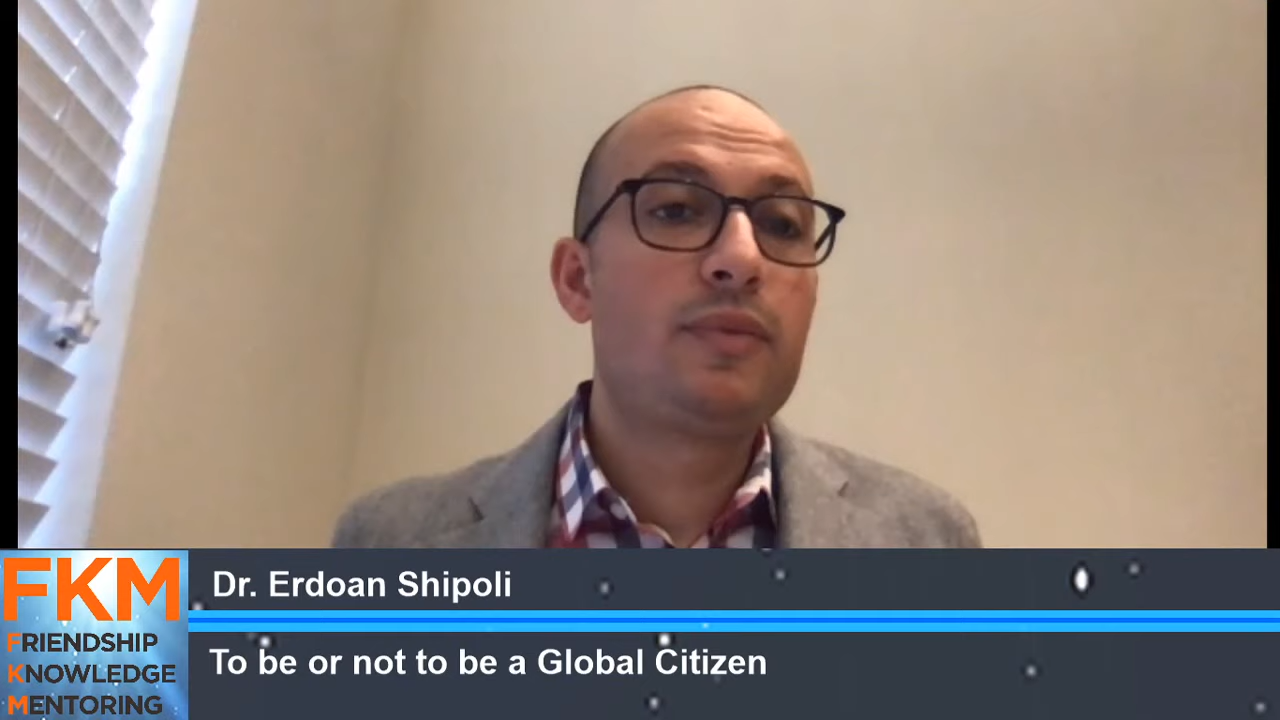 Dr. Erdoan Shipoli
To be or not to be a Global Citizen
FKM
FRIENDSHIP
KNOWLEDGE
MENTORING